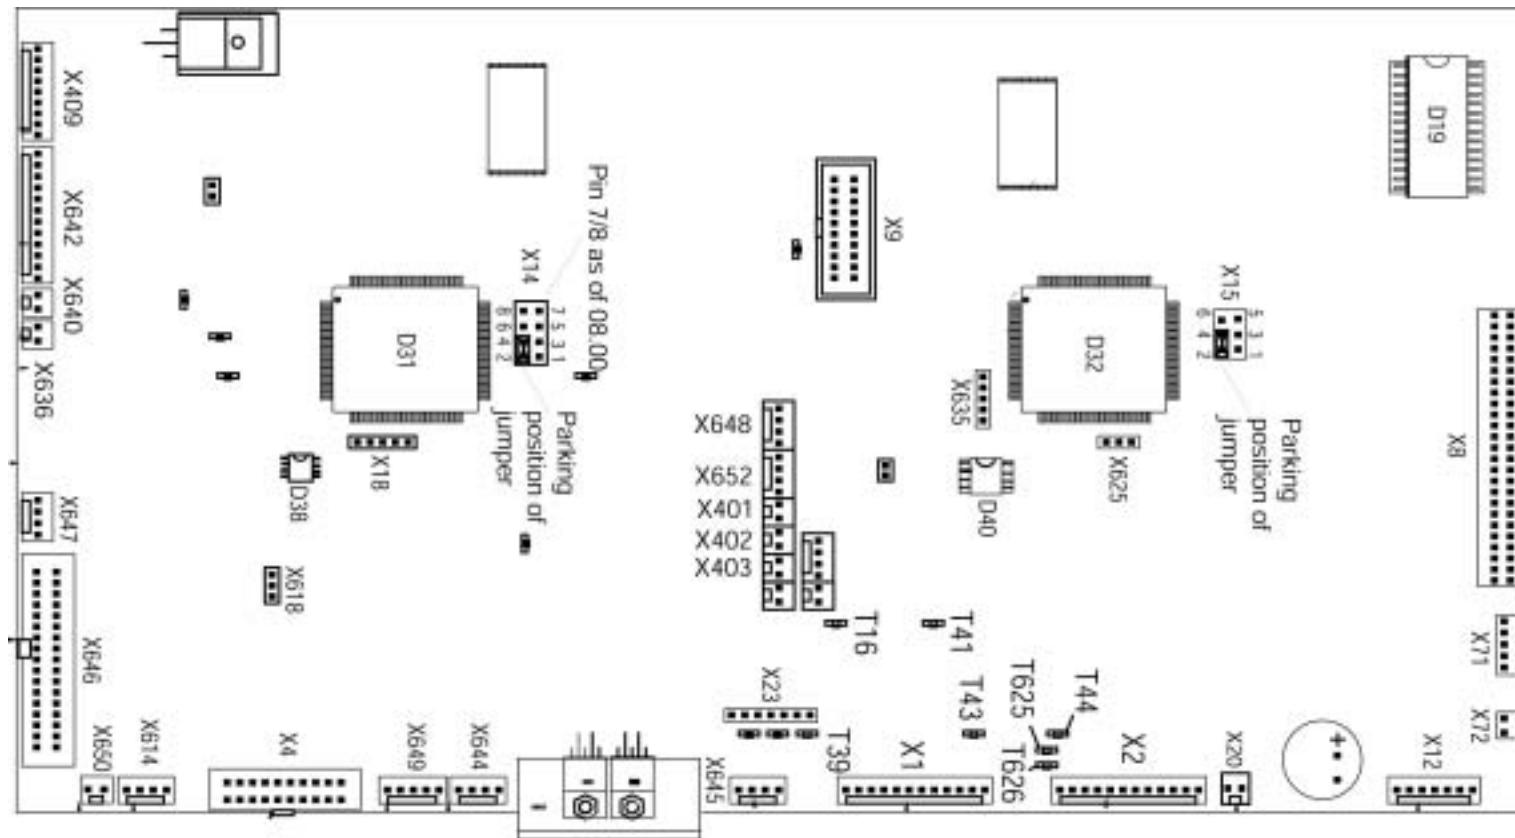 X409
X642
X640
X636
X647
X646
X650
X614
X4
X649
X644
X645
X23
T39
X1
T43
T625
T626
T44
X2
X20
X12
X72
X71
X8
D19
X9
Pin 7/8 as of 08.00
X14
8 6 4 2
7 5 3 1
D31
Parking
position of
jumper
X18
D38
X618
X648
X652
X401
X402
X403
T16
T41
X15
6 4 2
5 3 1
D32
Parking
position of
jumper
X635
X625
D40
+